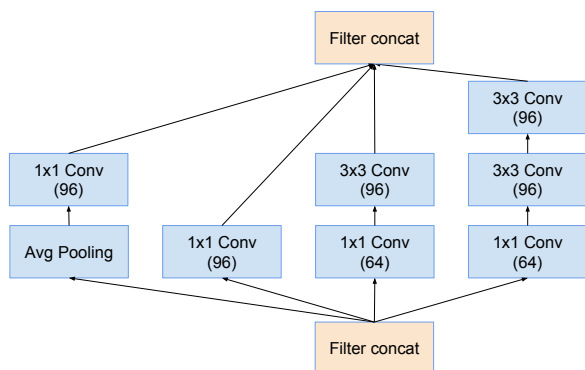 Filter concat
3x3 Conv
(96)
1x1 Conv
(96)
3x3 Conv
(96)
3x3 Conv
(96)
Avg Pooling
1x1 Conv
(96)
1x1 Conv
(64)
1x1 Conv
(64)
Filter concat